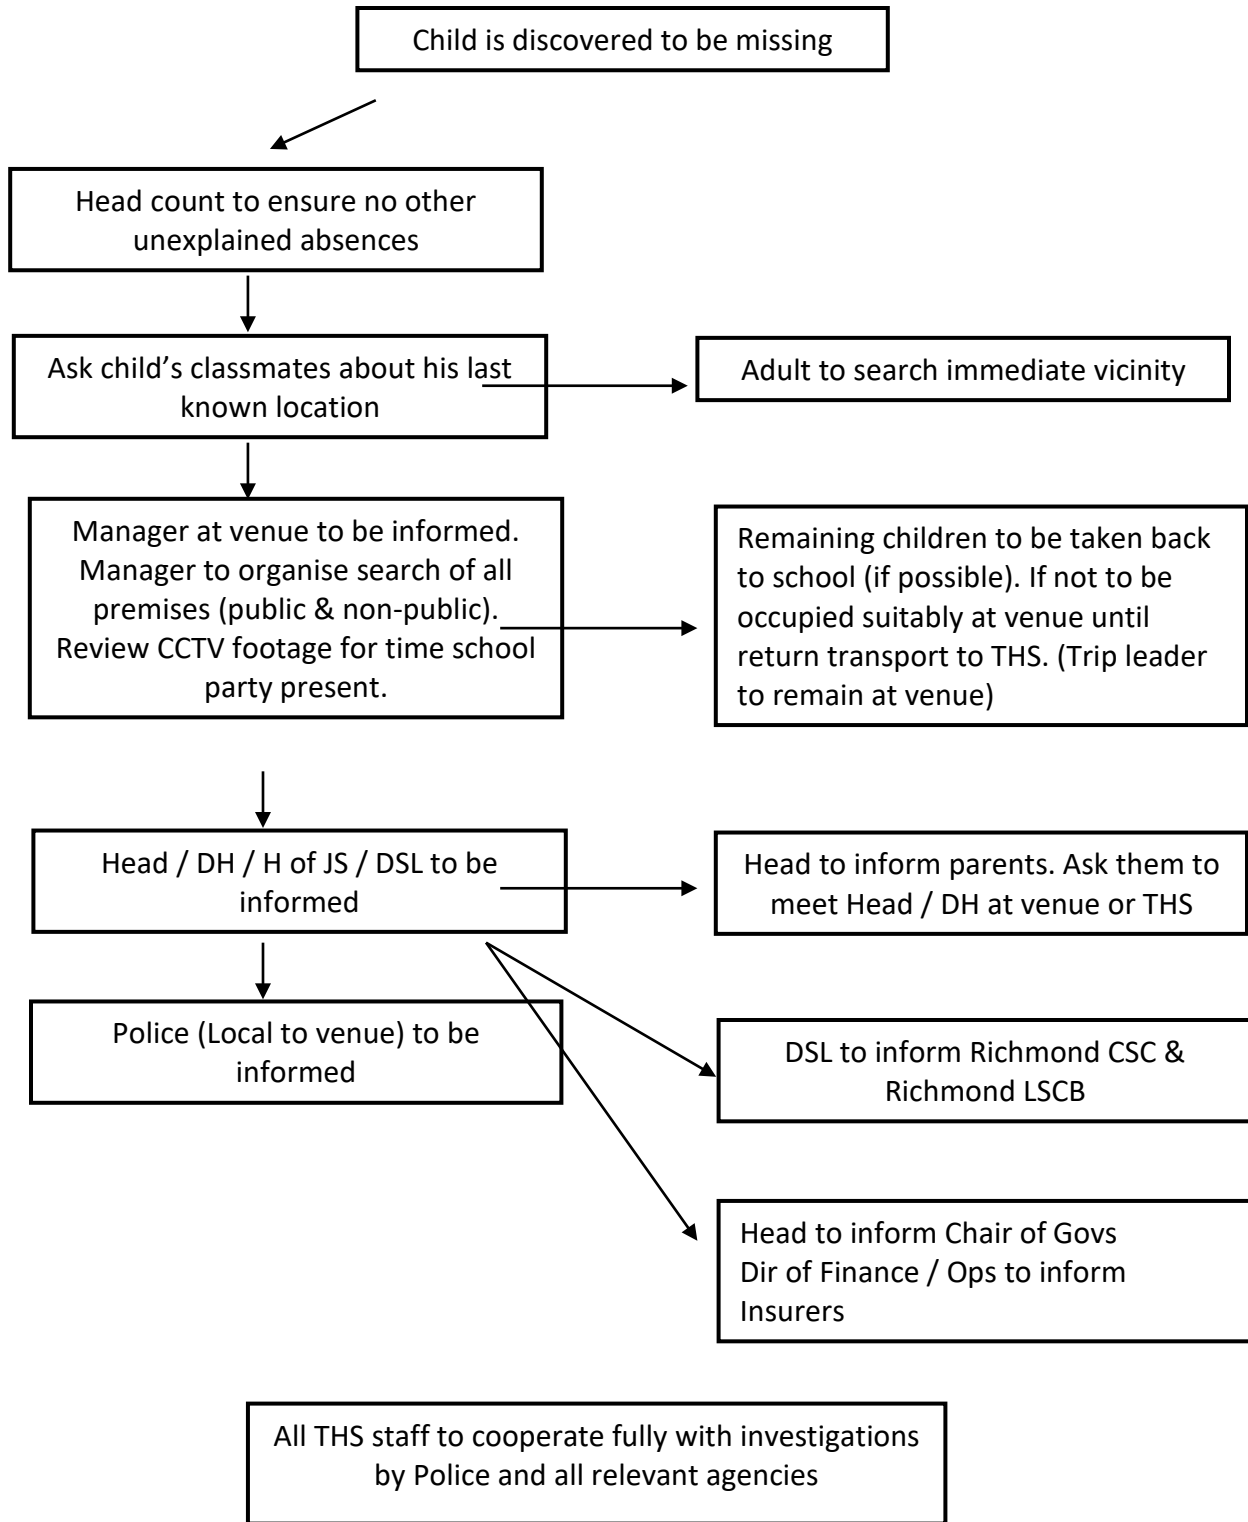 Child is discovered to be missing
Head count to ensure no other
unexplained absences
Ask child’s classmates about his last
known location
Adult to search immediate vicinity
Manager at venue to be informed.
Manager to organise search of all
premises (public & non-public).
Review CCTV footage for time school
party present.
Remaining children to be taken back
to school (if possible). If not to be
occupied suitably at venue until
return transport to THS. (Trip leader
to remain at venue)
Head / DH / H of JS / DSL to be
informed
Head to inform parents. Ask them to
meet Head / DH at venue or THS
Police (Local to venue) to be
informed
DSL to inform Richmond CSC &
Richmond LSCB
Head to inform Chair of Govs
Dir of Finance / Ops to inform
Insurers
All THS staff to cooperate fully with investigations
by Police and all relevant agencies